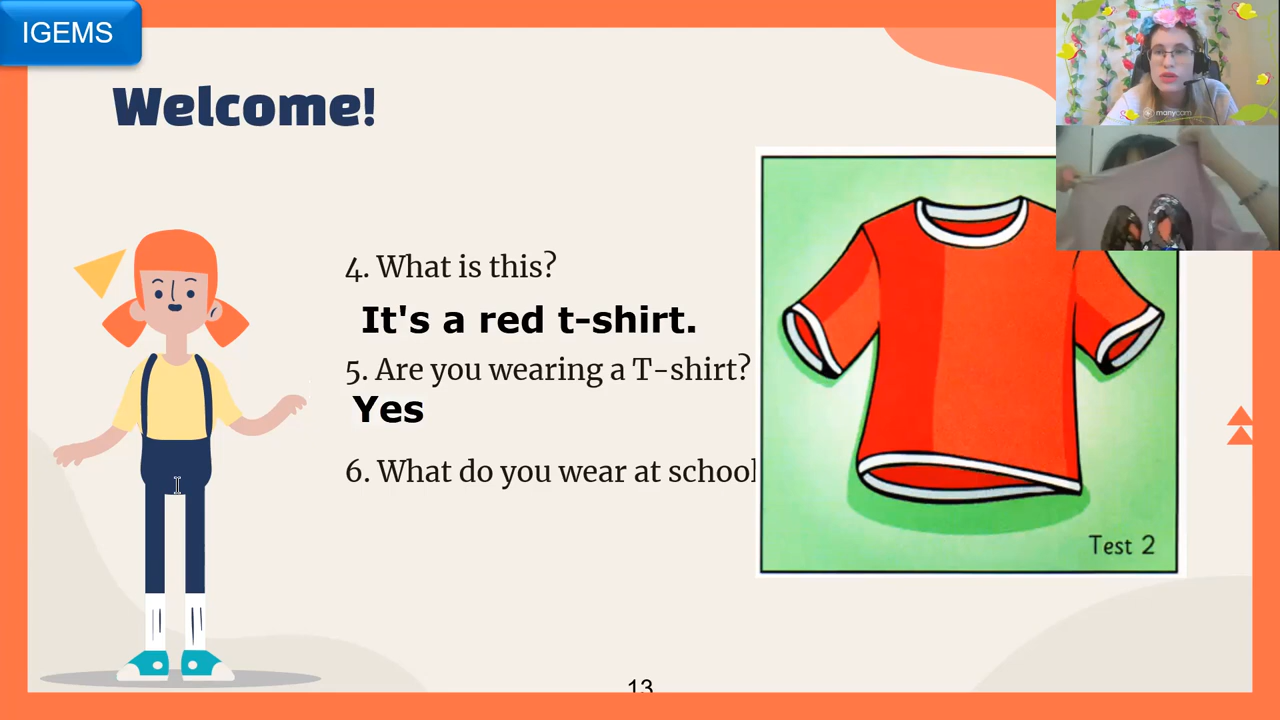 IGEMS
Welcome!
4. What is this?
It's a red t-shirt.
5. Are you wearing a T-shirt?
Yes
6. What do you wear at school
Test 2
13
manycam